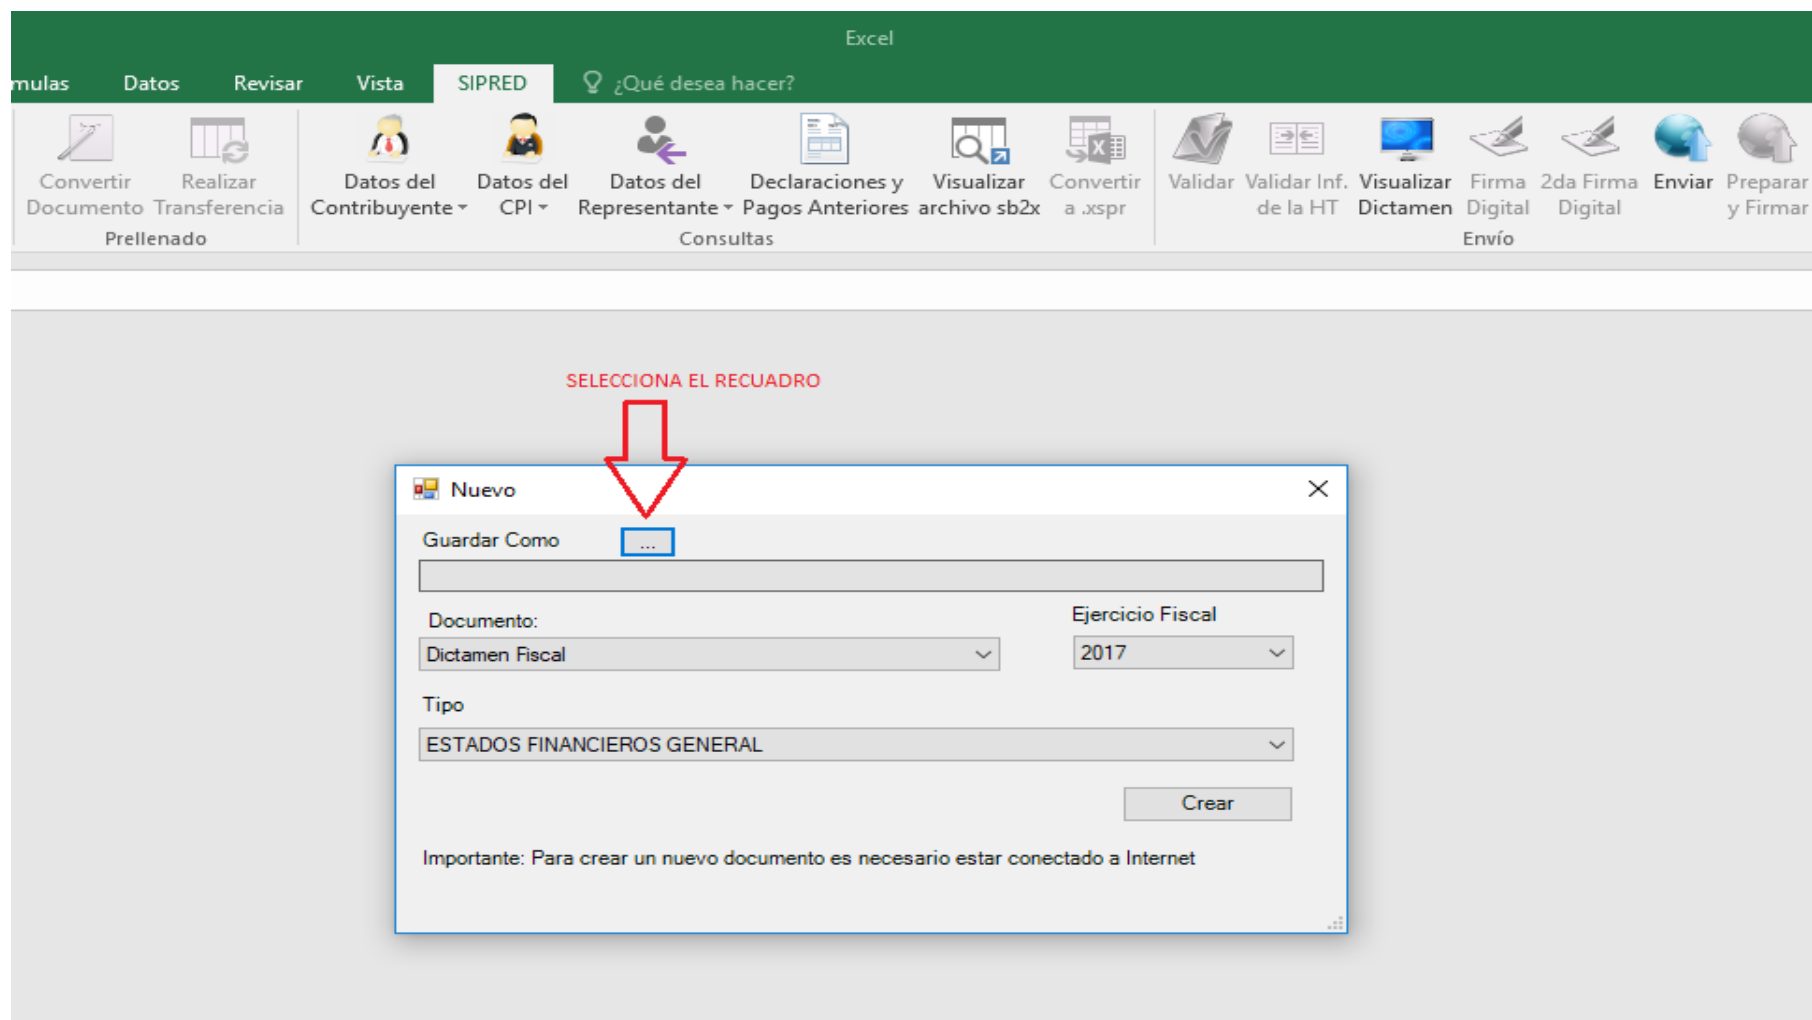 Excel
mulas Datos Revisar Vista SIPRED ¿Qué desea hacer?
Convertir Realizar Datos del Datos del Datos del Declaraciones y Visualizar Convertir Validar Validar Inf. Visualizar Firma 2da Firma Enviar Preparar
Documento Transferencia Contribuyente CPI Representante Pagos Anteriores archivo sb2x a .xspr de la HT Dictamen Digital Digital y Firmar
Prellenado Consultas Envío
SELECCIONA EL RECUADRO
Nuevo
Guardar Como ...
Documento: Ejercicio Fiscal
Dictamen Fiscal 2017
Tipo
ESTADOS FINANCIEROS GENERAL
Crear
Importante: Para crear un nuevo documento es necesario estar conectado a Internet